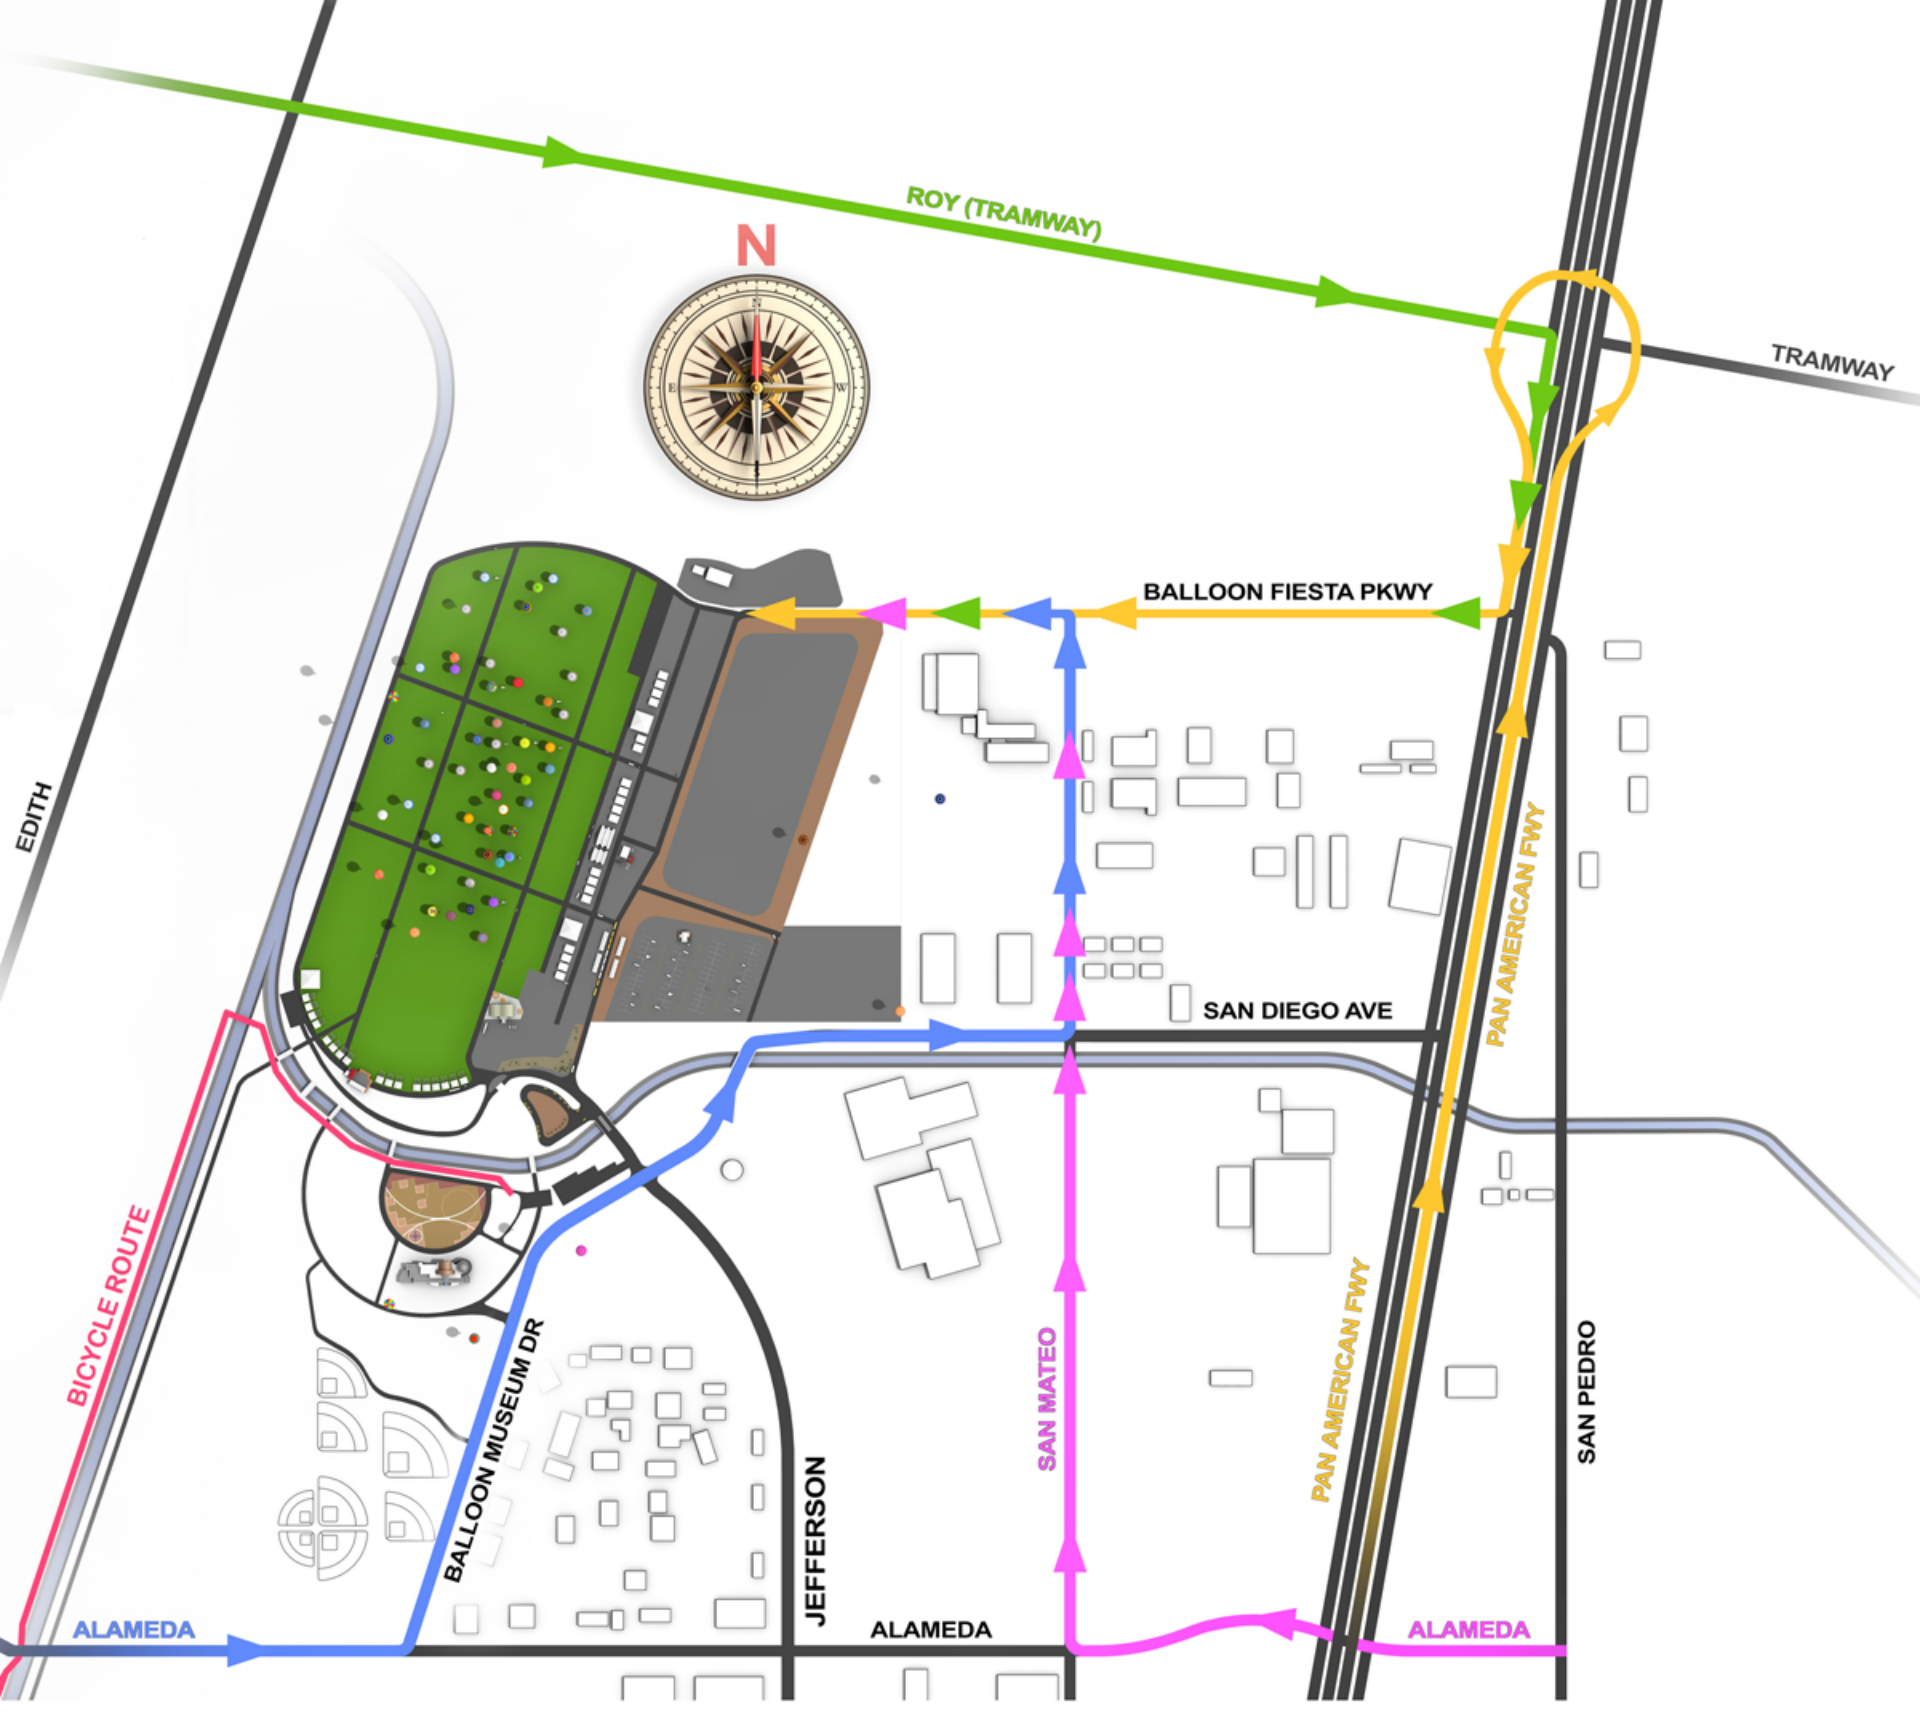 ROY (TRAMWAY)
N
N
E
W
S
TRAMWAY
BALLOON FIESTA PKWY
EDITH
PAN AMERICAN FWY
SAN DIEGO AVE
BICYCLE ROUTE
PAN AMERICAN FWY
BALLOON MUSEUM DR
SAN MATEO
SAN PEDRO
JEFFERSON
ALAMEDA
ALAMEDA
ALAMEDA